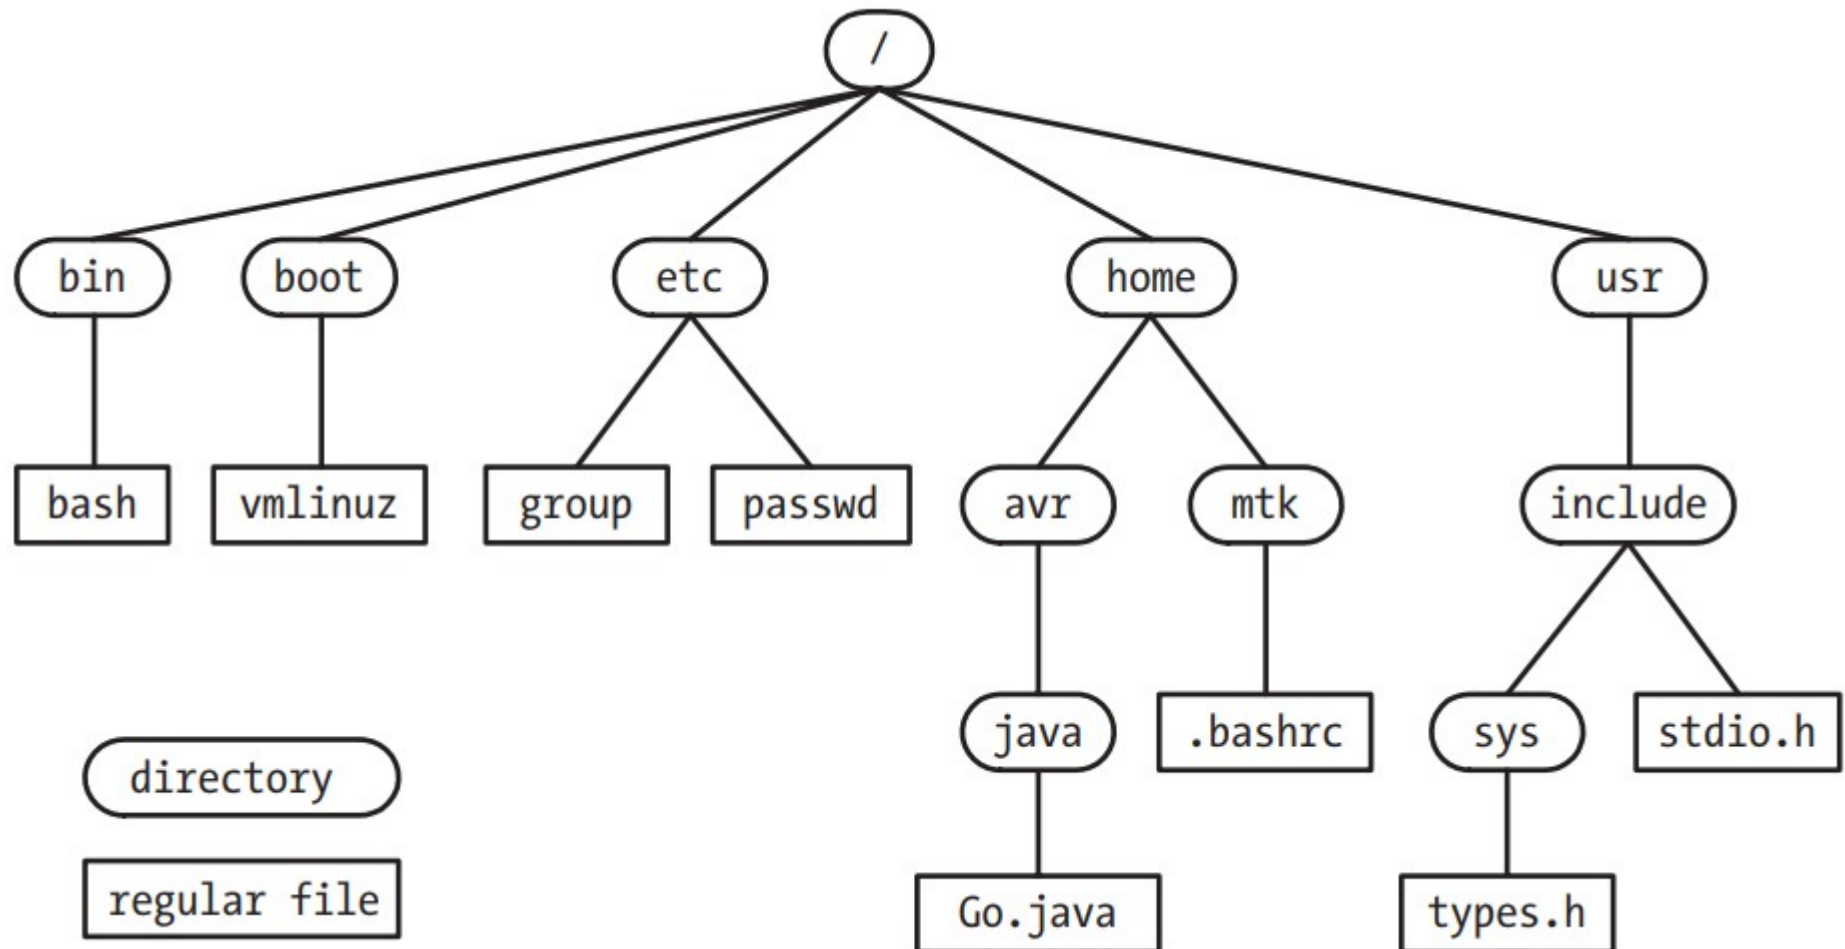 /
bin boot etc home usr
bash vmlinuz group passwd avr mtk include
java .bashrc sys stdio.h
directory
regular file Go.java types.h